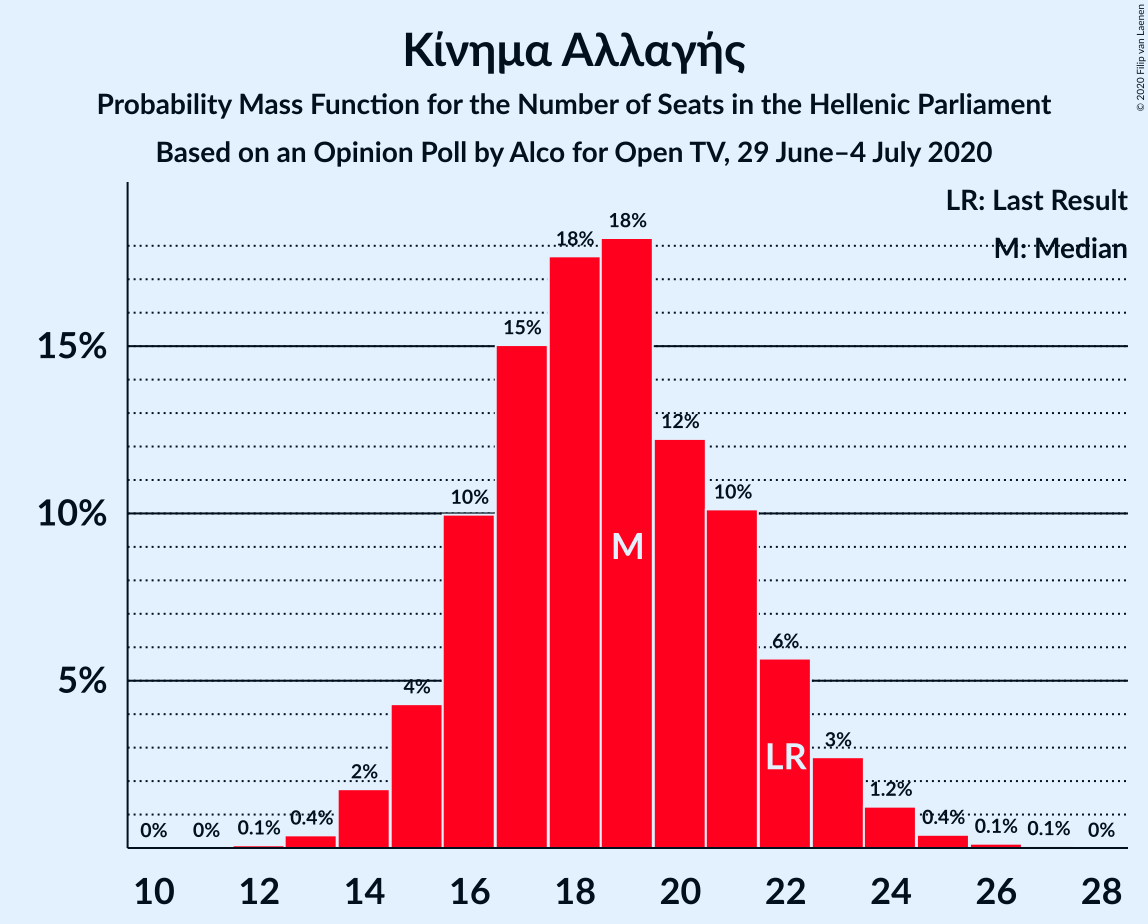 Κίνημα Αλλαγής
Probability Mass Function for the Number of Seats in the Hellenic Parliament
Based on an Opinion Poll by Alco for Open TV, 29 June–4 July 2020
© 2020 Filip van Laenen
LR: Last Result
M: Median
18%
18%
15%
15%
12%
10%
10%
10%
M
6%
5%
4%
3%
LR
2%
1.2%
0%
0%
0.1%
0.4%
0.4%
0.1%
0.1%
0%
10 12 14 16 18 20 22 24 26 28